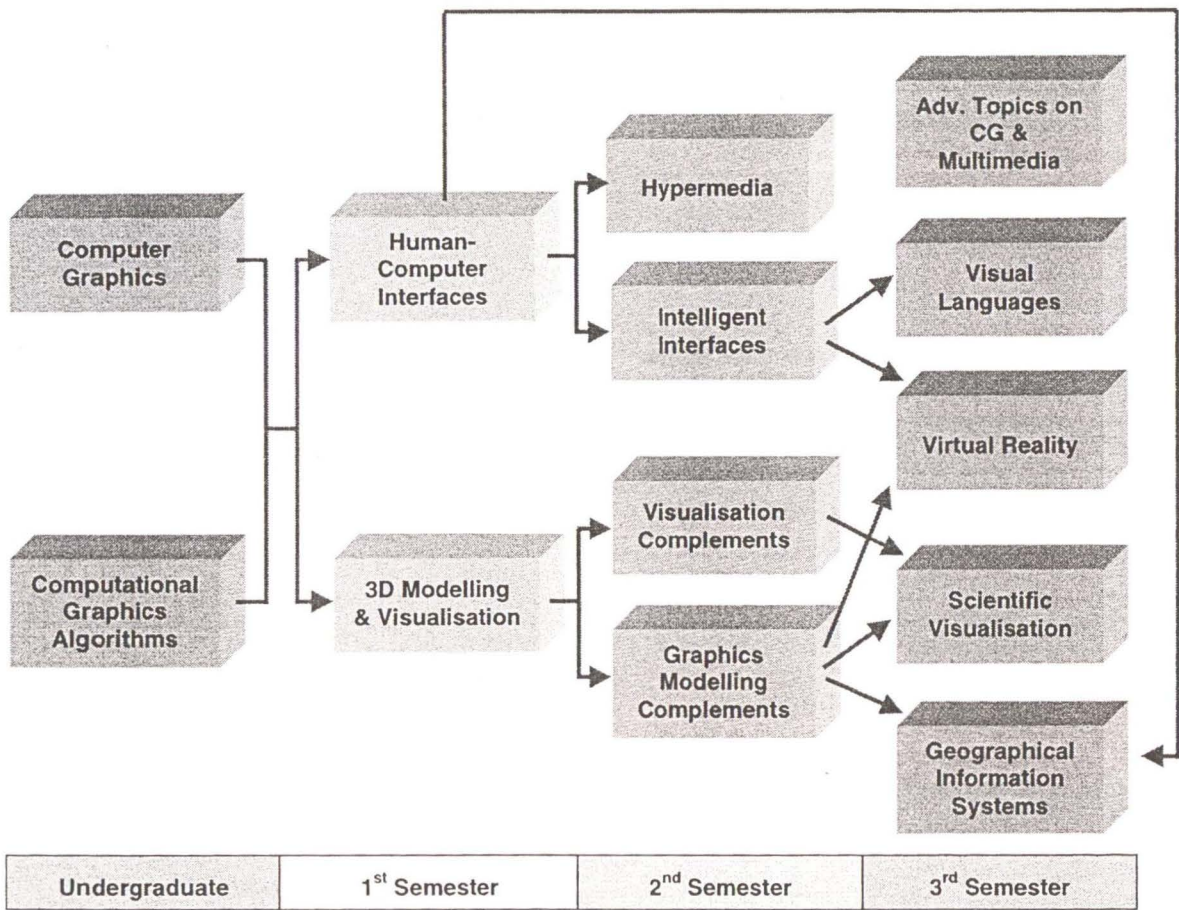 Computer
Graphics
Computational
Graphics
Algorithms
Human-
Computer
Interfaces
3D Modelling
& Visualisation
Hypermedia
Intelligent
Interfaces
Visualisation
Complements
Graphics
Modelling
Complements
Adv. Topics on
CG &
Multimedia
Visual
Languages
Virtual Reality
Scientific
Visualisation
Geographical
Information
Systems
Undergraduate
1st Semester
2nd Semester
3rd Semester